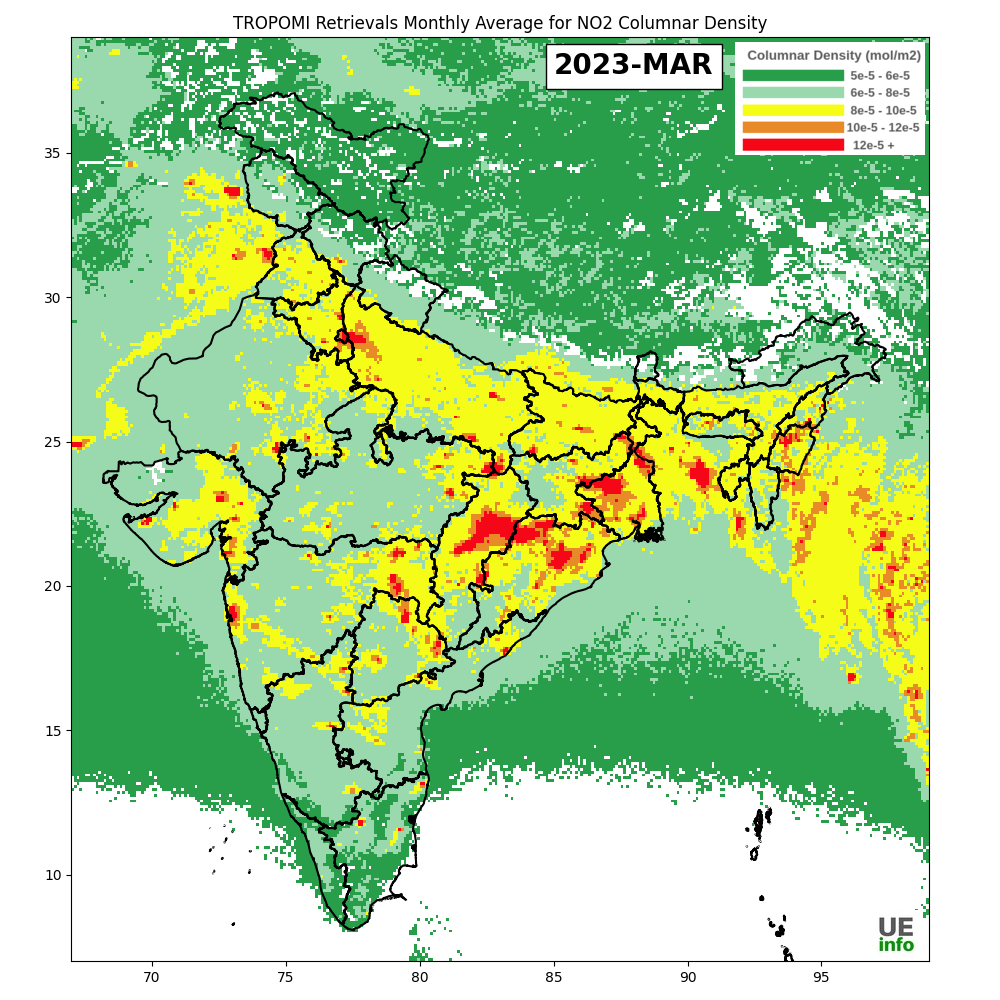 TROPOMI Retrievals Monthly Average for NO2 Columnar Density
2023-MAR
Columnar Density (mol/m2)
5e-5 - 6e-5
6e-5 - 8e-5
8e-5 - 10e-5
10e-5 - 12e-5
12e-5 +
35
30
25
20
15
10
UE
info
70 75 80 85 90 95